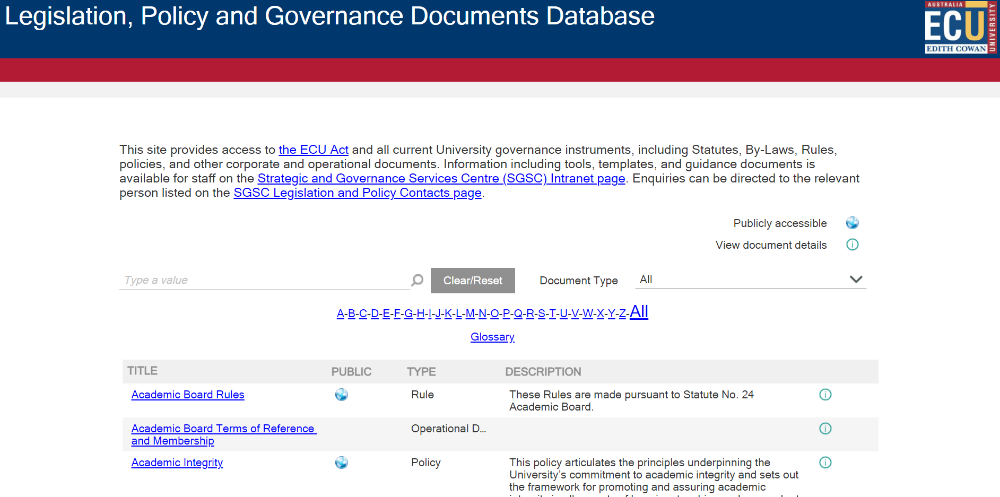 Legislation, Policy and Governance Documents Database
AUSTRALIA
ECU
EDITH COWAN
UNIVERSITY
This site provides access to the ECU Act and all current University governance instruments, including Statutes, By-Laws, Rules,
policies, and other corporate and operational documents. Information including tools, templates, and guidance documents is
available for staff on the Strategic and Governance Services Centre (SGSC) Intranet page. Enquiries can be directed to the relevant
person listed on the SGSC Legislation and Policy Contacts page.
Publicly accessible
View document details
Type a value
Clear/Reset
Document Type
All
A-B-C-D-E-F-G-H-I-J-K-L-M-N-O-P-Q-R-S-T-U-V-W-X-Y-Z-All
Glossary
TITLE PUBLIC TYPE DESCRIPTION
Academic Board Rules
Rule
These Rules are made pursuant to Statute No. 24
Academic Board.
Academic Board Terms of Reference
and Membership
Operational D...
Academic Integrity
Policy
This policy articulates the principles underpinning the
University’s commitment to academic integrity and sets out
the framework for promoting and assuring academic